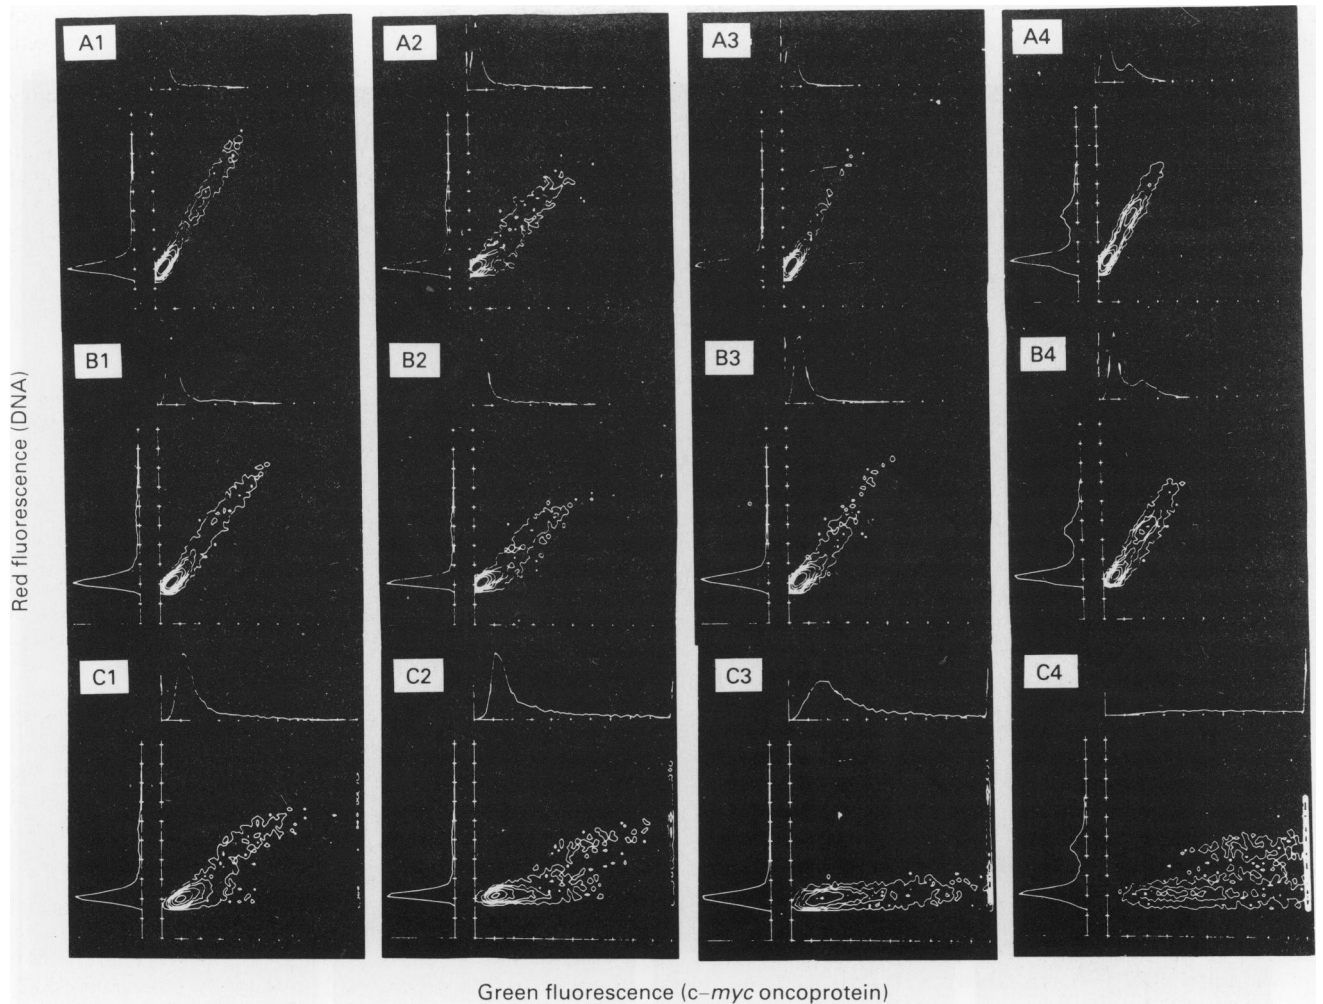 A1
A2
A3
A4
B1
B2
B3
B4
C1
C2
C3
C4
Red fluorescence (DNA)
Green fluorescence (c–myc oncoprotein)